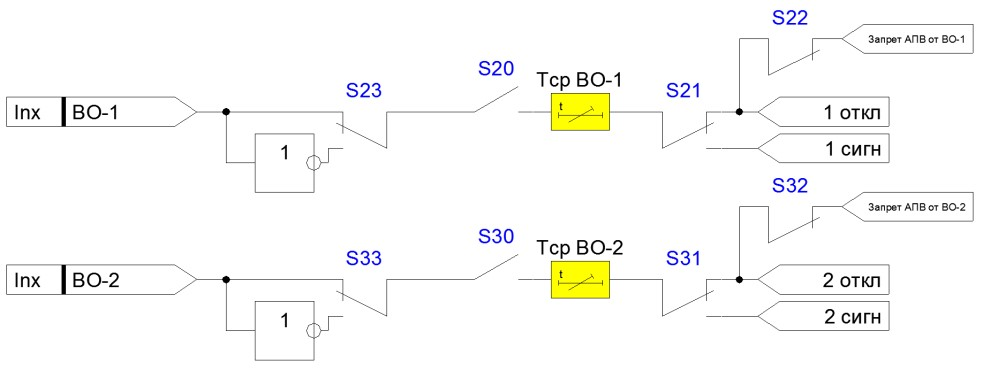 S22
Запрет АПВ от ВО-1
S23
S20
Тср ВО-1
S21
Inx
ВО-1
1
t
1 откл
1 сигн
S32
Запрет АПВ от ВО-2
S33
S30
Тср ВО-2
S31
Inx
ВО-2
1
t
2 откл
2 сигн